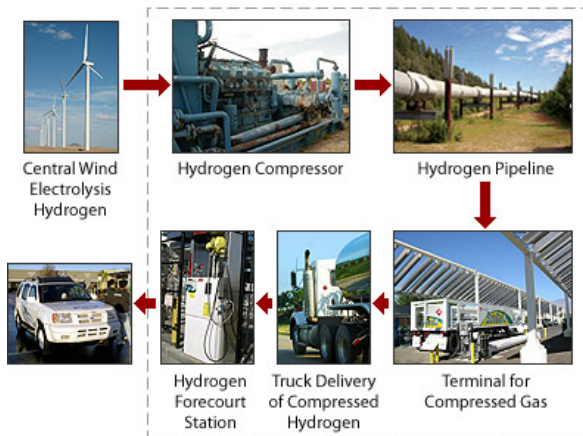 Central Wind
Electrolysis
Hydrogen
Hydrogen Compressor
Hydrogen Pipeline
Hydrogen
Forecourt
Station
Truck Delivery
of Compressed
Hydrogen
Terminal for
Compressed Gas